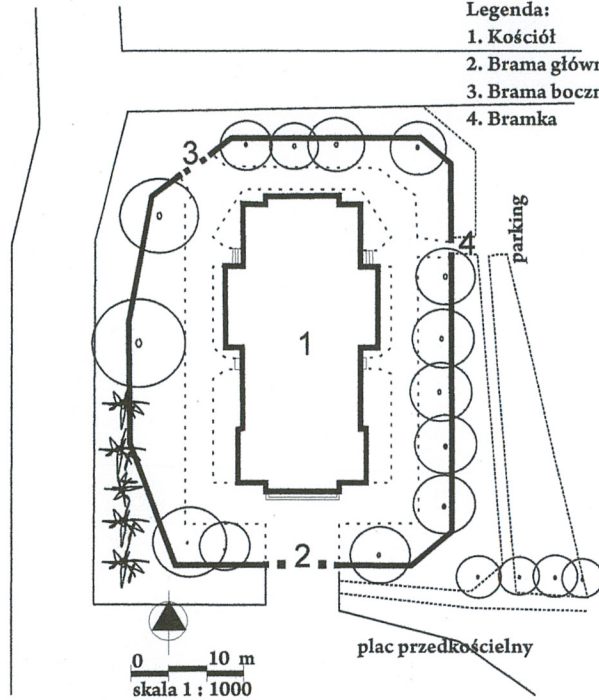 Legenda:
1. Kościół
2. Brama główn
3. Brama boczn
4. Bramka
3
4
parking
1
2
plac przedkościelny
0 10 m
skala 1 : 1000